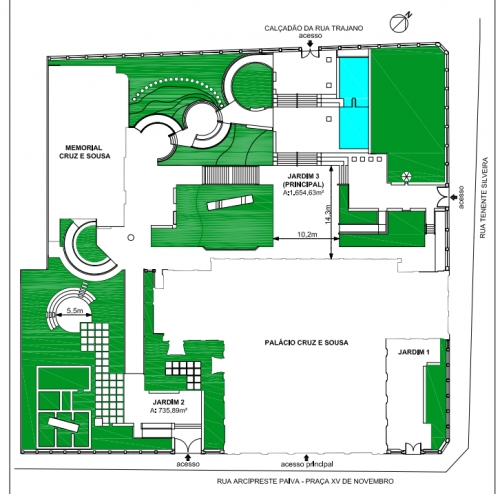 CALÇADÃO DA RUA TRAJANO
acesso
MEMORIAL
CRUZ E SOUSA
JARDIM 3
(PRINCIPAL)
A:1.654,63m²
14,3m
10,2m
acesso
RUA TENENTE SILVEIRA
5,5m
PALÁCIO CRUZ E SOUSA
JARDIM 1
JARDIM 2
A: 735,89m²
acesso
acesso principal
RUA ARCIPRESTE PAIVA - PRAÇA XV DE NOVEMBRO